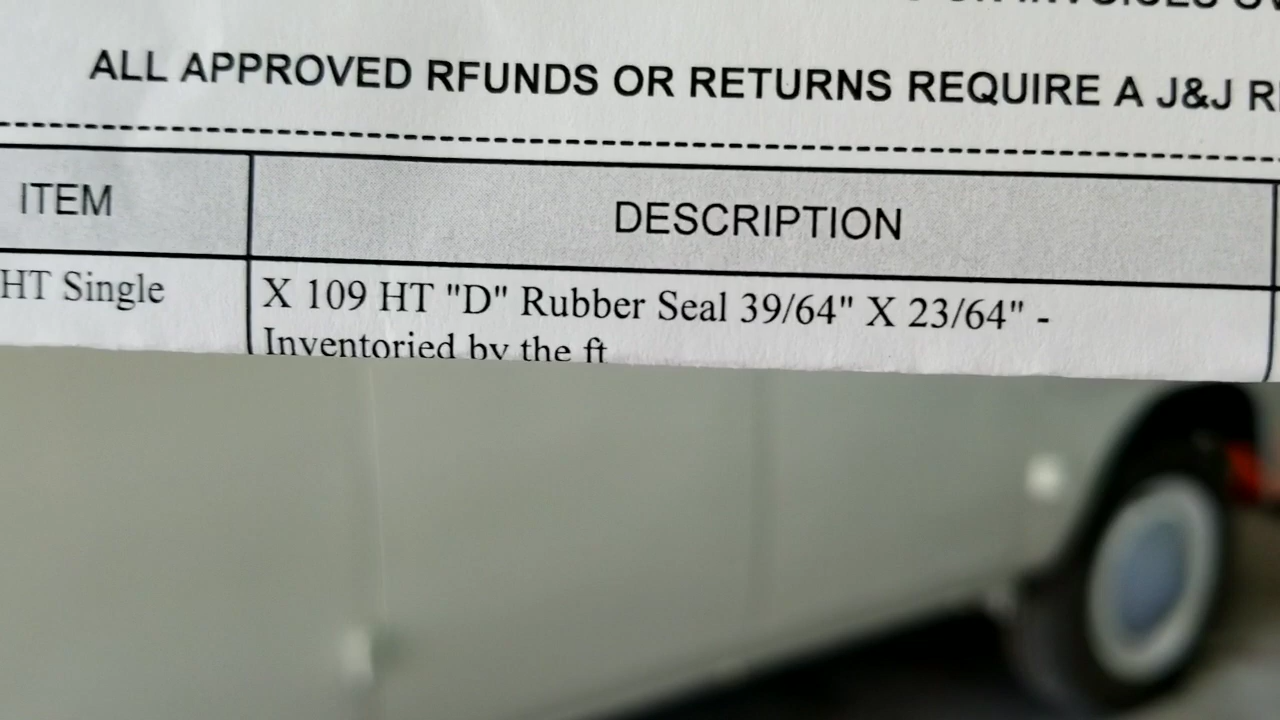 ALL APPROVED RFUNDS OR RETURNS REQUIRE A J&J
ITEM
DESCRIPTION
HT Single
X 109 HT "D" Rubber Seal 39/64" X 23/64" -
Inventoried by the ft